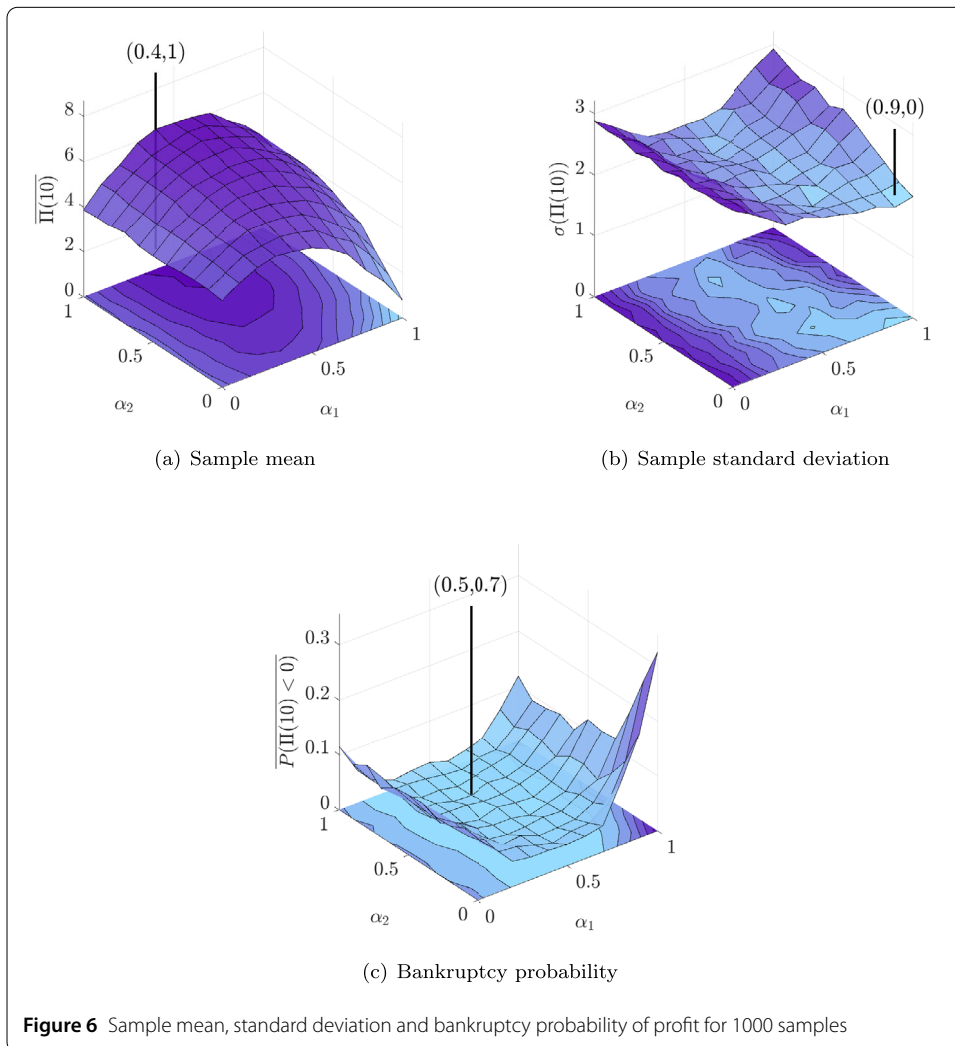 (0.4,1)
8
6
4
2
0
Π(10)
1
0.5
0
0
0.5
1
α2
α1
(a) Sample mean
(0.9,0)
3
2
1
0
σ(Π(10))
1
0.5
0
0
0.5
1
α2
α1
(b) Sample standard deviation
(0.5,0.7)
0.3
0.2
0.1
0
P(Π(10) < 0)
1
0.5
0
0
0.5
1
α2
α1
(c) Bankruptcy probability
Figure 6 Sample mean, standard deviation and bankruptcy probability of profit for 1000 samples